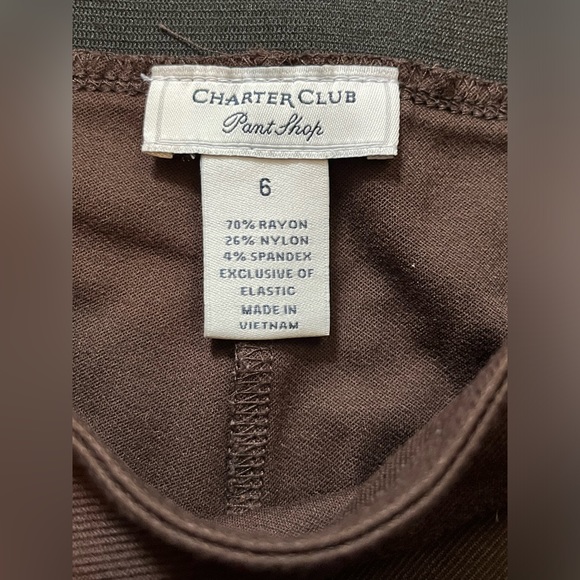 CHARTER CLUB
Pant Shop
6
70% RAYON
26% NYLON
4% SPANDEX
EXCLUSIVE OF
ELASTIC
MADE IN
VIETNAM